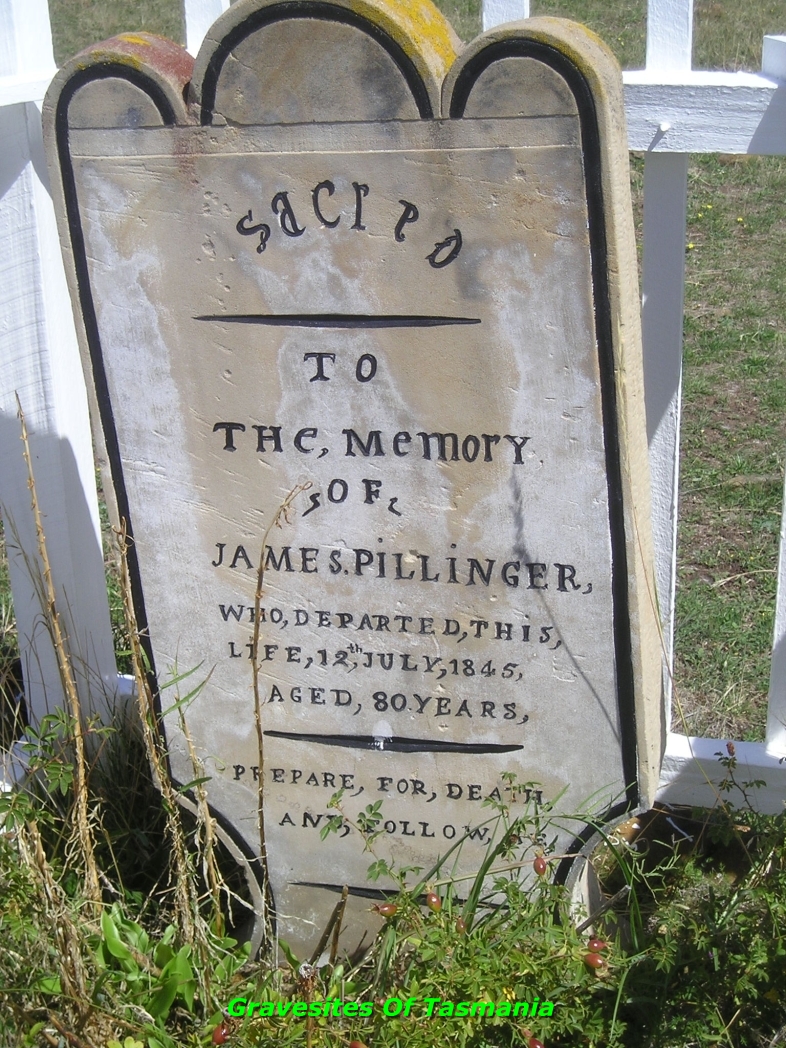 SACRED
TO
THE, MEMORY
OF
JAMES.PILLINGER,
WHO, DEPARTED, THIS,
LIFE, 12th, JULY, 1845,
AGED, 80 YEARS,
PREPARE, FOR, DEATH
AND, FOLLOW,
Gravesites Of Tasmania